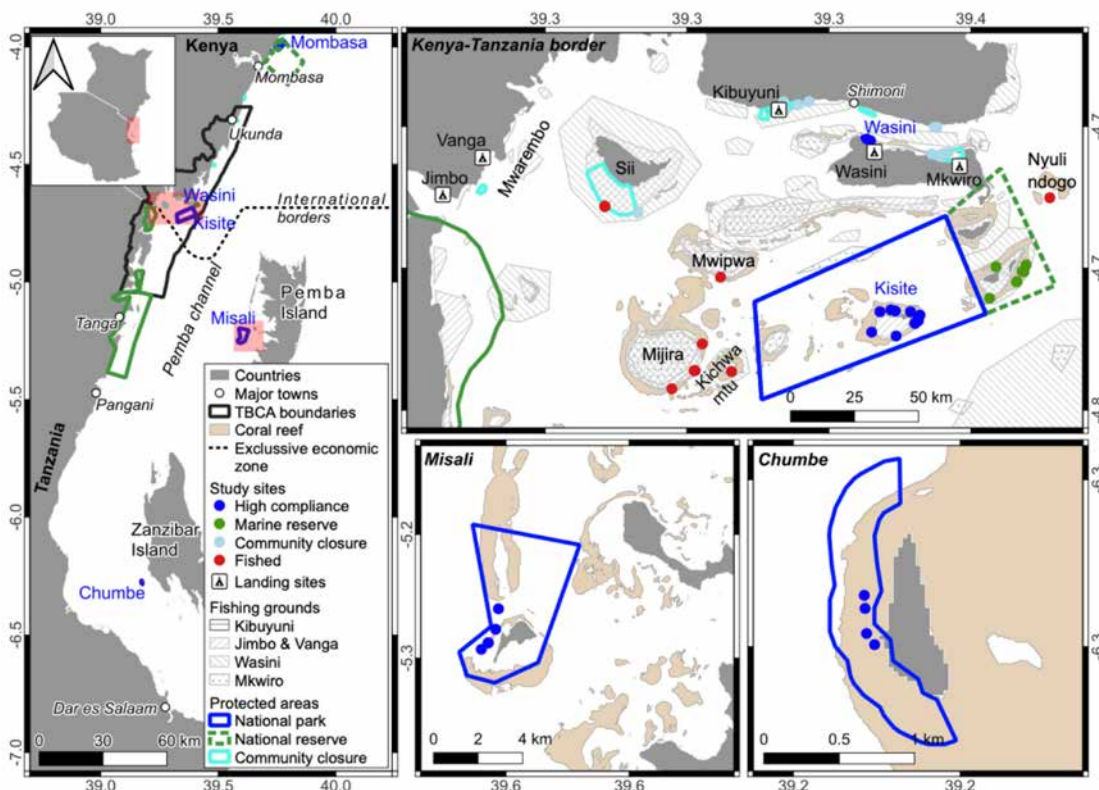 39.0
39.5
40.0
-4.0
-4.5
-5.0
-5.5
-6.0
-6.5
-7.0
Kenya
Mombasa
Mombasa
Ukunda
Wasini
Kisite
International
borders
Pemba channel
Pemba
Island
Misali
Tanga
Pangani
Tanzania
Zanzibar
Island
Chumbe
Dar es Salaam
0 30 60 km
39.0
39.5
40.0
Countries
Major towns
TBCA boundaries
Coral reef
Exclussive economic
zone
Study sites
High compliance
Marine reserve
Community closure
Fished
Landing sites
Fishing grounds
Kibuyuni
Jimbo & Vanga
Wasini
Mkwiro
Protected areas
National park
National reserve
Community closure
39.3
39.3
39.3
39.4
Kenya-Tanzania border
Kibuyuni
Shimoni
-4.7
Vanga
Mwarembo
Sii
Wasini
Wasini
Mkwiro
Nyuli
ndogo
Jimbo
Mwipwa
Kisite
-4.7
Mijira
Kichwa
mtu
0 25 50 km
-4.8
Misali
-5.2
-5.3
0 2 4 km
39.6
39.6
Chumbe
-6.3
-6.3
0 0.5 1 km
39.2
39.2